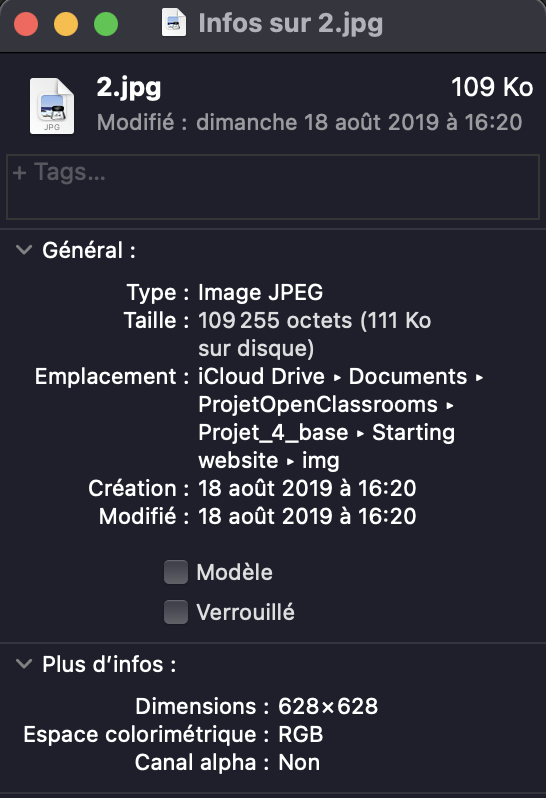 Infos sur 2.jpg
2.jpg 109 Ko
Modifié : dimanche 18 août 2019 à 16:20
JPG
+ Tags...
Général :
Type : Image JPEG
Taille : 109 255 octets (111 Ko
sur disque)
Emplacement : iCloud Drive ▸ Documents ▸
ProjetOpenClassrooms ▸
Projet_4_base ▸ Starting
website ▸ img
Création : 18 août 2019 à 16:20
Modifié : 18 août 2019 à 16:20
Modèle
Verrouillé
Plus d’infos :
Dimensions : 628×628
Espace colorimétrique : RGB
Canal alpha : Non